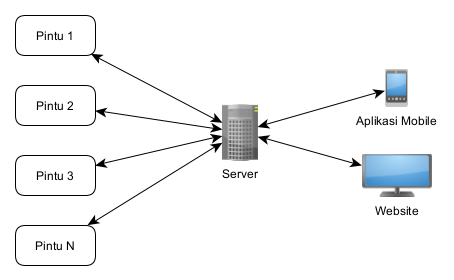 Pintu 1
Pintu 2
Pintu 3
Pintu N
Server
Aplikasi Mobile
Website